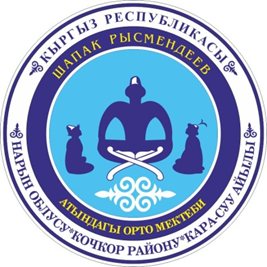 КЫРГЫЗ РЕСПУБЛИКАСЫ
ШАПАК РЫСМЕНДЕЕВ
АТЫНДАГЫ ОРТО МЕКТЕБИ
НАРЫН ОБЛУСУ*КОЧКОР РАЙОНУ*КАРА-СУУ АЙЫЛЫ